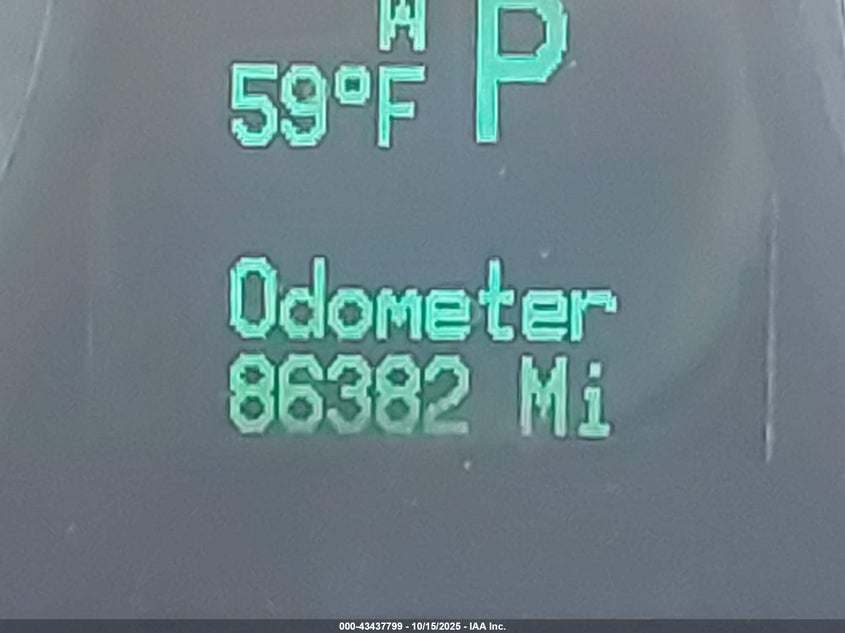 W
P
59°F
Odometer
86382 Mi
000-43437799 - 10/15/2025 - IAA Inc.